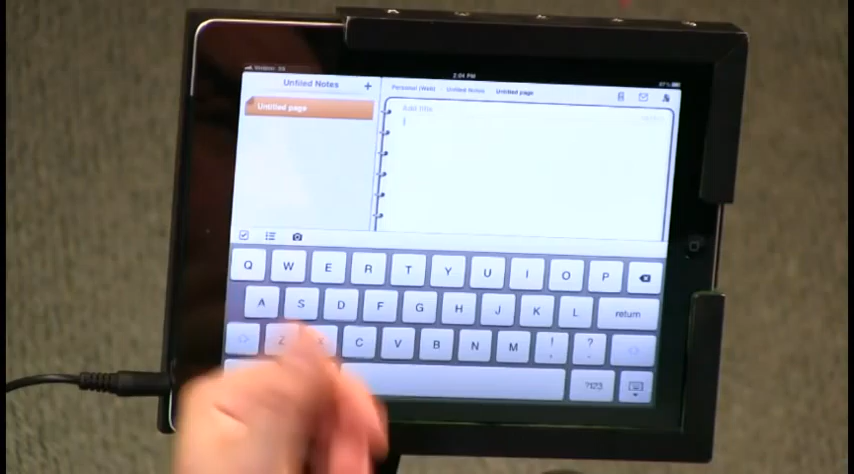 2:04 PM
Unfiled Notes +
Personal (Web) Unfiled Notes Untitled page
Untitled page
Add title
Q W E R T Y U I O P
A S D F G H J K L return
Z X C V B N M ! , ? .
.?123